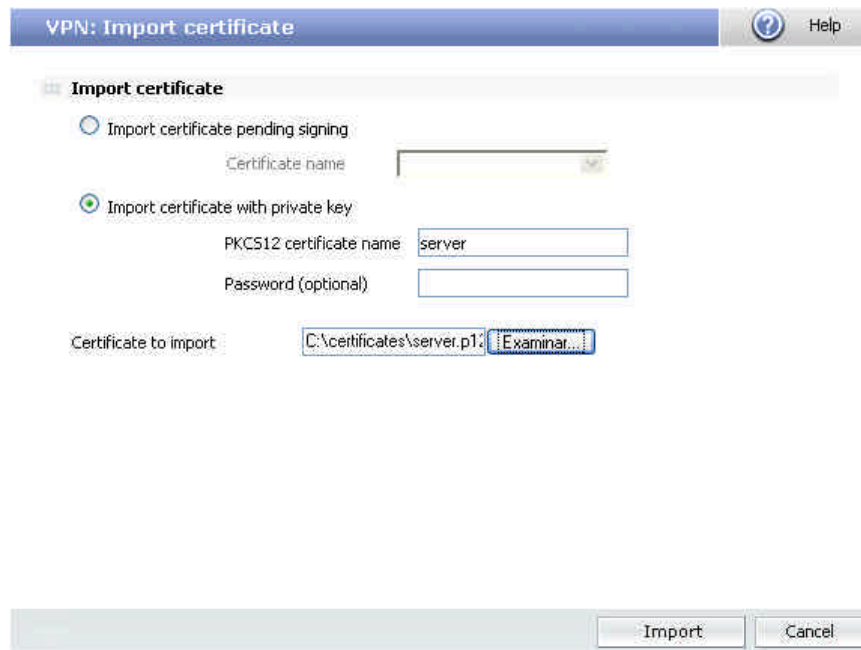 VPN: Import certificate
Help
Import certificate
Import certificate pending signing
Certificate name
Import certificate with private key
PKCS12 certificate name server
Password (optional)
Certificate to import C:\certificates\server.p12 Examinar...
Import Cancel